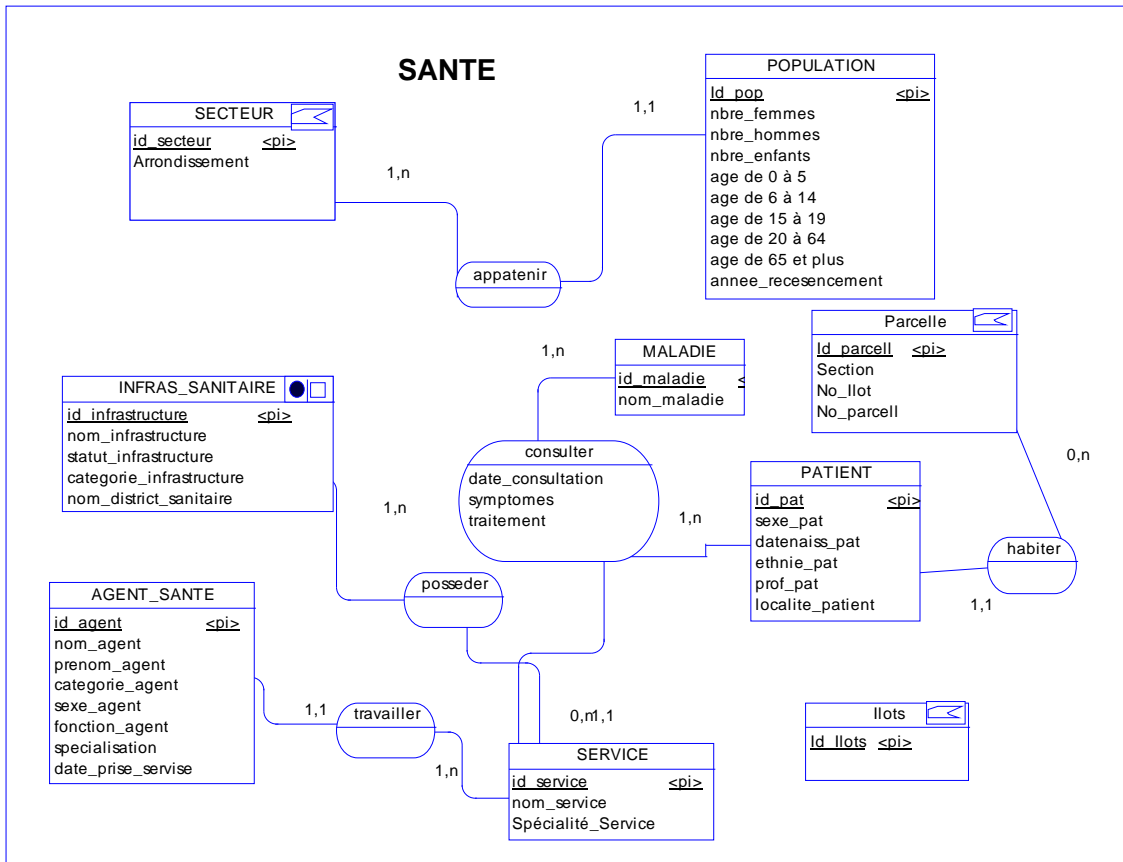 SANTE
SECTEUR
id_secteur <pi>
Arrondissement
1,n
appatenir
1,1
POPULATION
Id_pop <pi>
nbre_femmes
nbre_hommes
nbre_enfants
age de 0 à 5
age de 6 à 14
age de 15 à 19
age de 20 à 64
age de 65 et plus
annee_recesencement
INFRAS_SANITAIRE
id_infrastructure <pi>
nom_infrastructure
statut_infrastructure
categorie_infrastructure
nom_district_sanitaire
1,n
posseder
1,n
MALADIE
id_maladie <
nom_maladie
consulter
date_consultation
symptomes
traitement
1,n
Parcelle
Id_parcell <pi>
Section
No_Ilot
No_parcell
0,n
PATIENT
id_pat <pi>
sexe_pat
datenaiss_pat
ethnie_pat
prof_pat
localite_patient
habiter
1,1
AGENT_SANTE
id_agent <pi>
nom_agent
prenom_agent
categorie_agent
sexe_agent
fonction_agent
specialisation
date_prise_servise
1,1
travailler
1,n
0,n1,1
SERVICE
id_service <pi>
nom_service
Spécialité_Service
Ilots
Id_Ilots <pi>